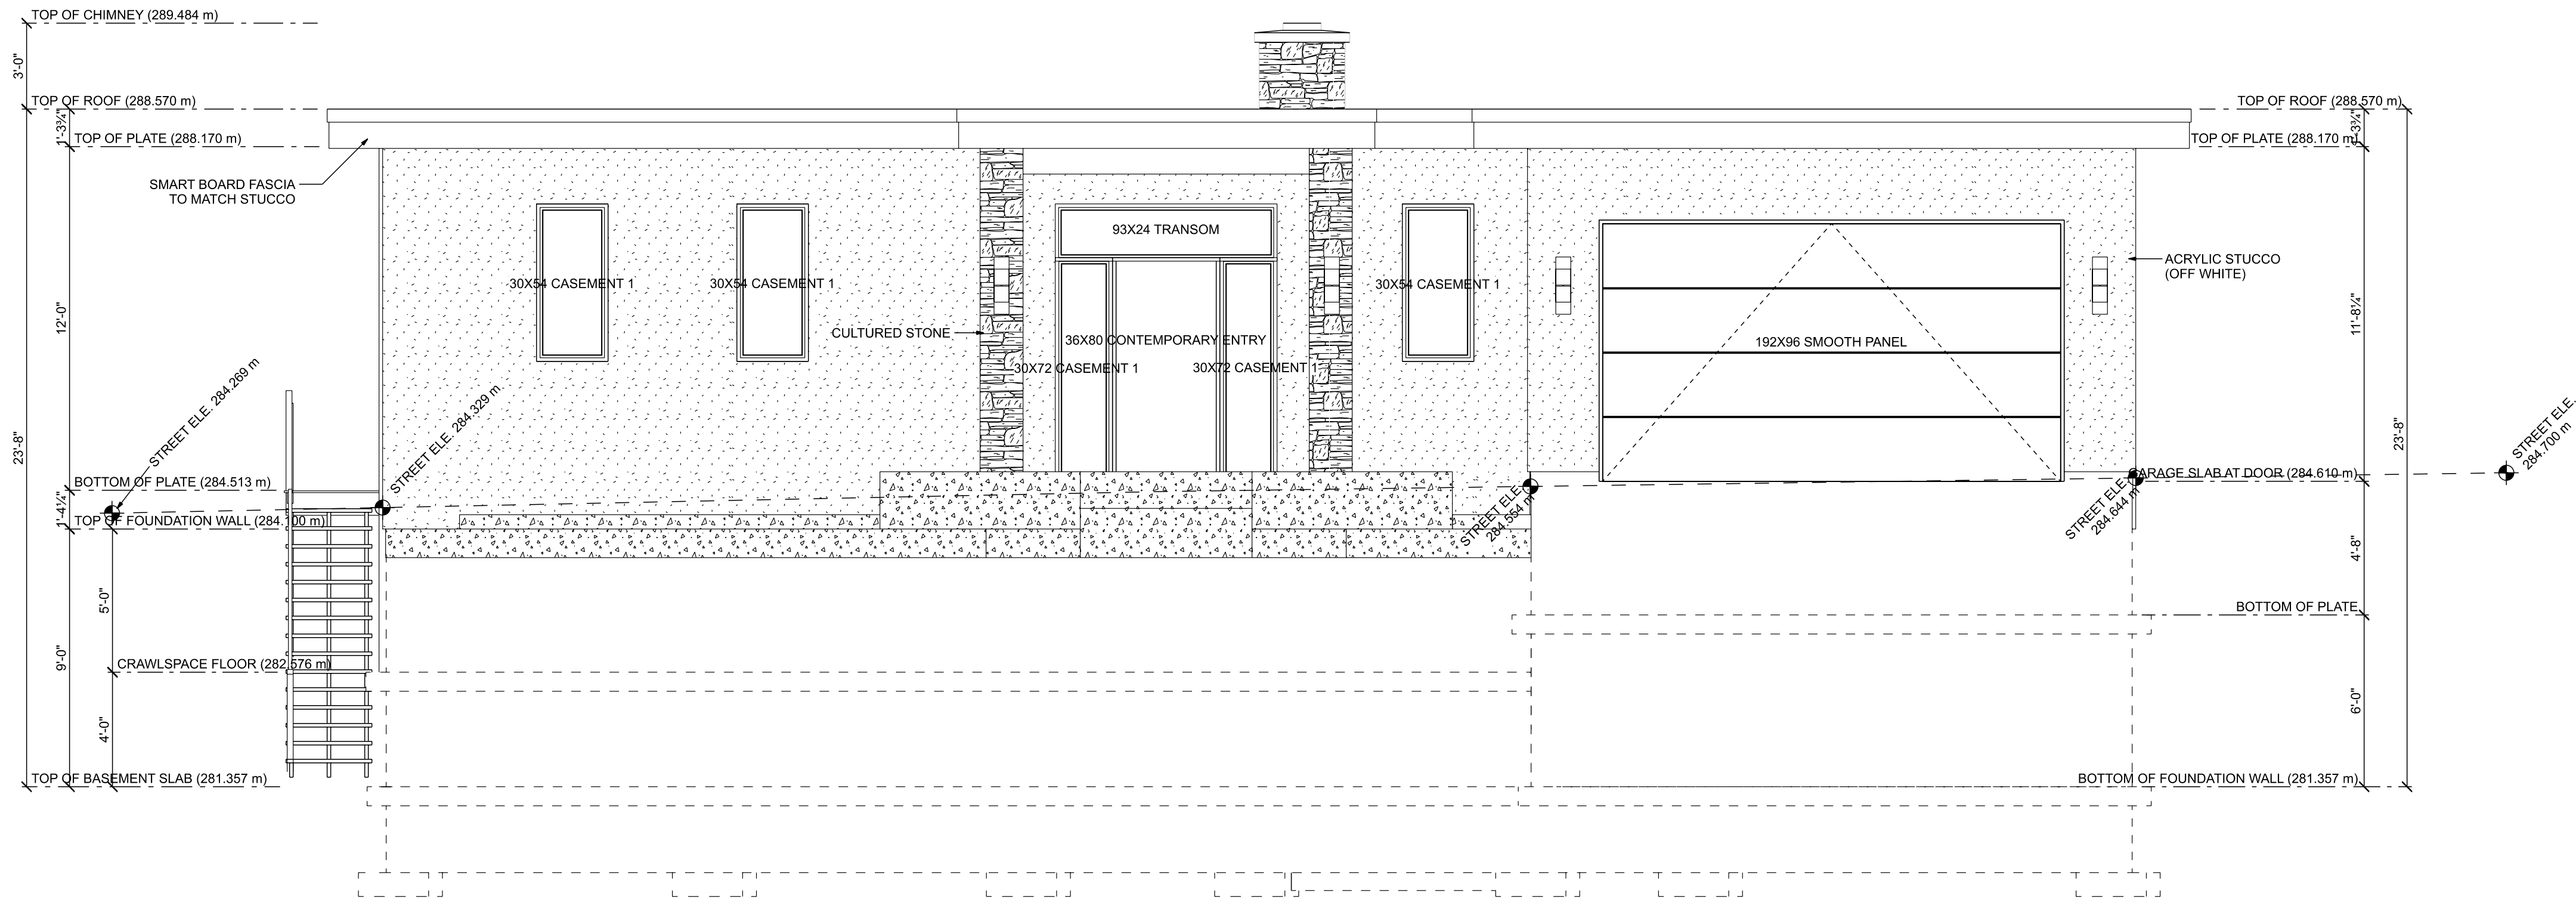 TOP OF CHIMNEY (289.484 m)
3'-0"
TOP OF ROOF (288.570 m)
TOP OF ROOF (288.570 m)
1'-3¾"
1'-3¾"
TOP OF PLATE (288.170 m)
TOP OF PLATE (288.170 m)
SMART BOARD FASCIA
TO MATCH STUCCO
93X24 TRANSOM
ACRYLIC STUCCO
(OFF WHITE)
30X54 CASEMENT 1
30X54 CASEMENT 1
30X54 CASEMENT 1
12'-0"
11'-8¼"
CULTURED STONE
36X80 CONTEMPORARY ENTRY
192X96 SMOOTH PANEL
30X72 CASEMENT 1
30X72 CASEMENT 1
STREET ELE. 284.269 m
STREET ELE. 284.329 m
STREET ELE.
284.700 m
23'-8"
23'-8"
BOTTOM OF PLATE (284.513 m)
GARAGE SLAB AT DOOR (284.610 m)
1'-4¼"
STREET ELE.
284.554 m
STREET ELE.
284.644 m
TOP OF FOUNDATION WALL (284.100 m)
4'-8"
5'-0"
BOTTOM OF PLATE
9'-0"
CRAWLSPACE FLOOR (282.576 m)
6'-0"
4'-0"
TOP OF BASEMENT SLAB (281.357 m)
BOTTOM OF FOUNDATION WALL (281.357 m)